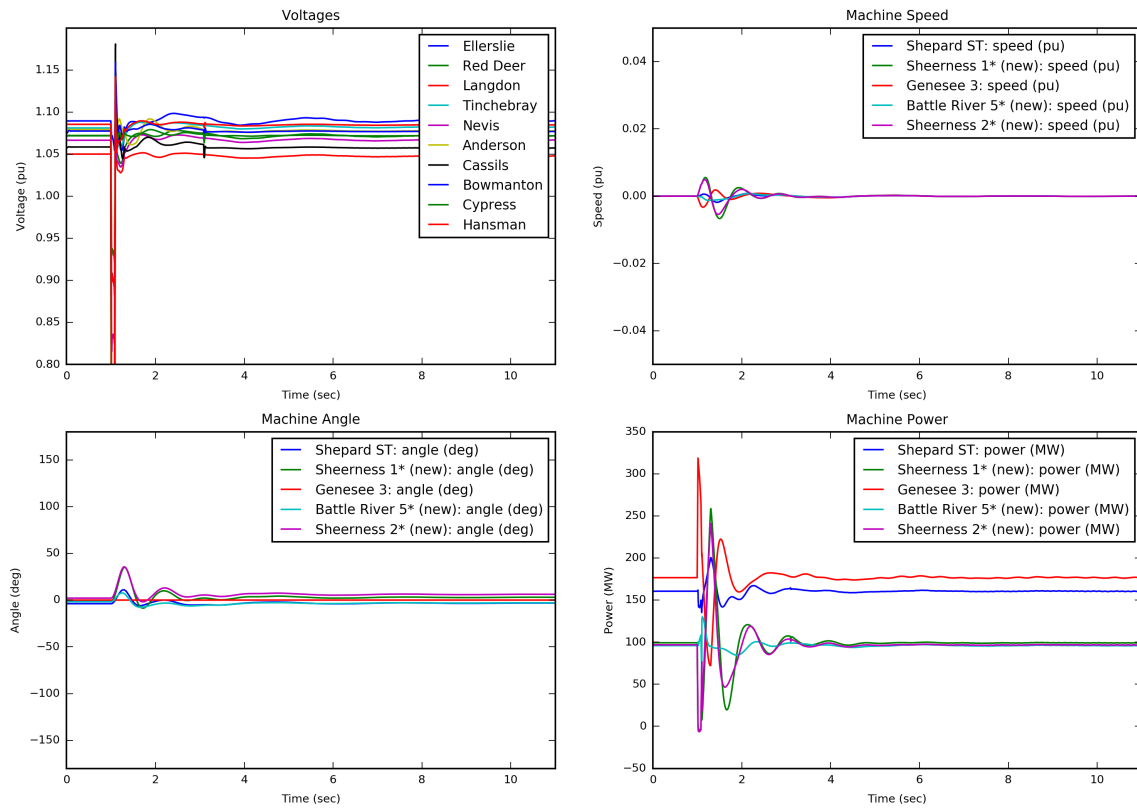 Voltages
1.15
1.10
1.05
1.00
0.95
0.90
0.85
0.80
Voltage (pu)
0
2
4
6
8
10
Time (sec)
Ellerslie
Red Deer
Langdon
Tinchebray
Nevis
Anderson
Cassils
Bowmanton
Cypress
Hansman
Machine Speed
0.04
0.02
0.00
−0.02
−0.04
Speed (pu)
0
2
4
6
8
10
Time (sec)
Shepard ST: speed (pu)
Sheerness 1* (new): speed (pu)
Genesee 3: speed (pu)
Battle River 5* (new): speed (pu)
Sheerness 2* (new): speed (pu)
Machine Angle
150
100
50
0
−50
−100
−150
Angle (deg)
0
2
4
6
8
10
Time (sec)
Shepard ST: angle (deg)
Sheerness 1* (new): angle (deg)
Genesee 3: angle (deg)
Battle River 5* (new): angle (deg)
Sheerness 2* (new): angle (deg)
Machine Power
350
300
250
200
150
100
50
0
−50
Power (MW)
0
2
4
6
8
10
Time (sec)
Shepard ST: power (MW)
Sheerness 1* (new): power (MW)
Genesee 3: power (MW)
Battle River 5* (new): power (MW)
Sheerness 2* (new): power (MW)